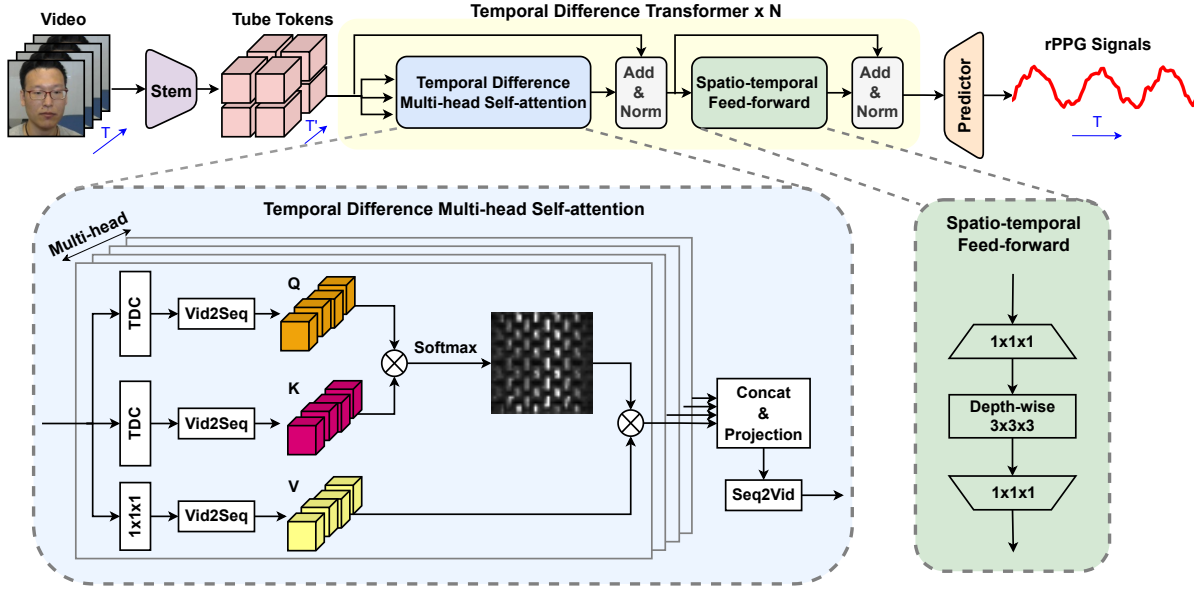 Video
Tube Tokens
Temporal Difference Transformer x N
rPPG Signals
Stem
Temporal Difference
Multi-head Self-attention
Add
&
Norm
Spatio-temporal
Feed-forward
Add
&
Norm
Predictor
T
T'
T
Temporal Difference Multi-head Self-attention
Multi-head
TDC
Vid2Seq
Q
Softmax
TDC
Vid2Seq
K
1x1x1
Vid2Seq
V
Concat
&
Projection
Seq2Vid
Spatio-temporal
Feed-forward
1x1x1
Depth-wise
3x3x3
1x1x1